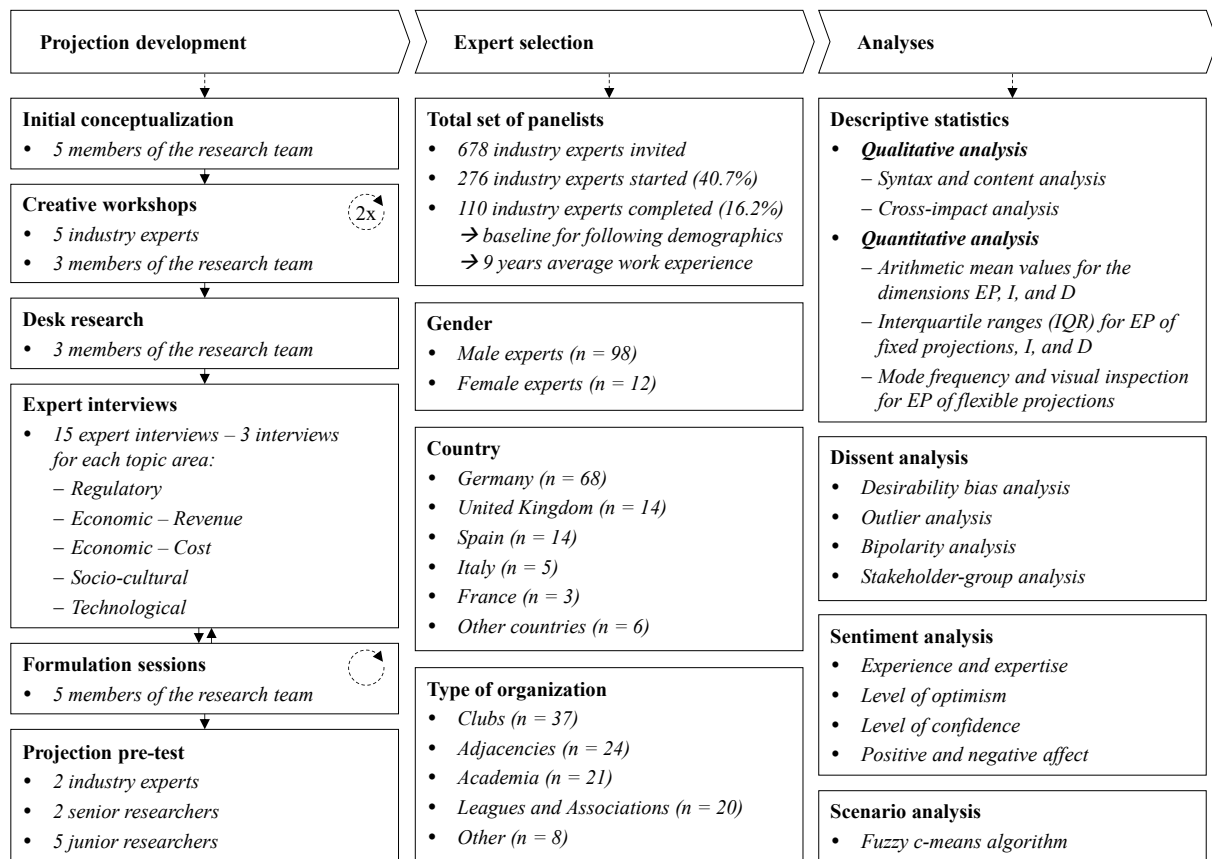 Projection development
Initial conceptualization
• 5 members of the research team
Creative workshops
2x
• 5 industry experts
• 3 members of the research team
Desk research
• 3 members of the research team
Expert interviews
• 15 expert interviews – 3 interviews
for each topic area:
– Regulatory
– Economic – Revenue
– Economic – Cost
– Socio-cultural
– Technological
Formulation sessions
• 5 members of the research team
Projection pre-test
• 2 industry experts
• 2 senior researchers
• 5 junior researchers
Expert selection
Total set of panelists
• 678 industry experts invited
• 276 industry experts started (40.7%)
• 110 industry experts completed (16.2%)
→ baseline for following demographics
→ 9 years average work experience
Gender
• Male experts (n = 98)
• Female experts (n = 12)
Country
• Germany (n = 68)
• United Kingdom (n = 14)
• Spain (n = 14)
• Italy (n = 5)
• France (n = 3)
• Other countries (n = 6)
Type of organization
• Clubs (n = 37)
• Adjacencies (n = 24)
• Academia (n = 21)
• Leagues and Associations (n = 20)
• Other (n = 8)
Analyses
Descriptive statistics
• Qualitative analysis
– Syntax and content analysis
– Cross-impact analysis
• Quantitative analysis
– Arithmetic mean values for the
dimensions EP, I, and D
– Interquartile ranges (IQR) for EP of
fixed projections, I, and D
– Mode frequency and visual inspection
for EP of flexible projections
Dissent analysis
• Desirability bias analysis
• Outlier analysis
• Bipolarity analysis
• Stakeholder-group analysis
Sentiment analysis
• Experience and expertise
• Level of optimism
• Level of confidence
• Positive and negative affect
Scenario analysis
• Fuzzy c-means algorithm